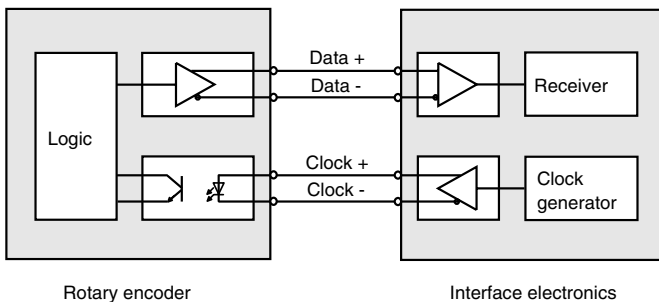 Data +
Data -
Receiver
Logic
Clock +
Clock -
Clock
generator
Rotary encoder
Interface electronics